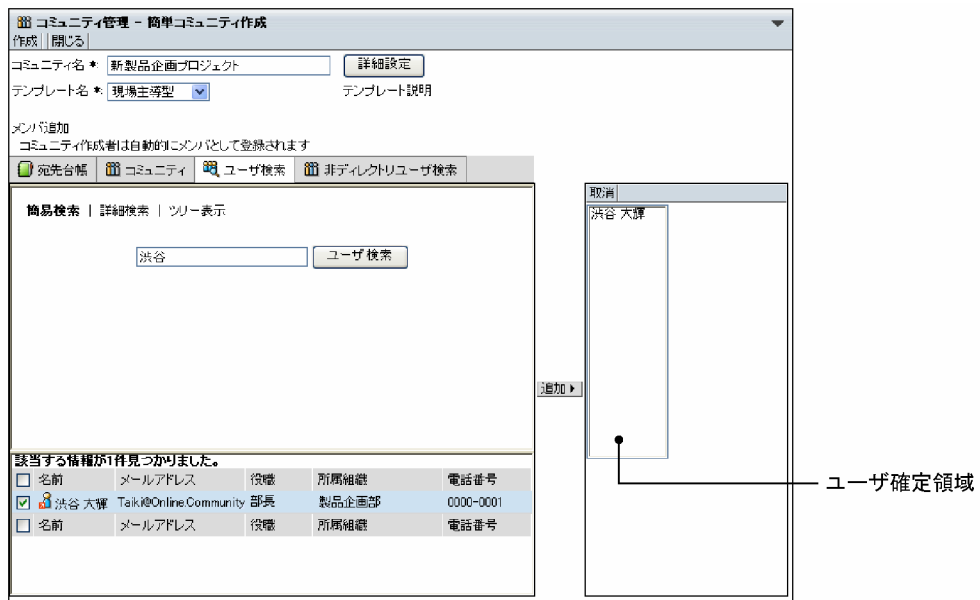 コミュニティ管理 - 簡単コミュニティ作成
作成 閉じる
コミュニティ名 *: 新製品企画プロジェクト 詳細設定
テンプレート名 *: 現場主導型 テンプレート説明
メンバ追加
コミュニティ作成者は自動的にメンバとして登録されます
宛先台帳 コミュニティ ユーザ検索 非ディレクトリユーザ検索
取消
渋谷 大輝
簡易検索 | 詳細検索 | ツリー表示
渋谷 ユーザ検索
追加
該当する情報が1件見つかりました。
名前 メールアドレス 役職 所属組織 電話番号
渋谷 大輝 Taiki@Online.Community 部長 製品企画部 0000-0001
名前 メールアドレス 役職 所属組織 電話番号
ユーザ確定領域